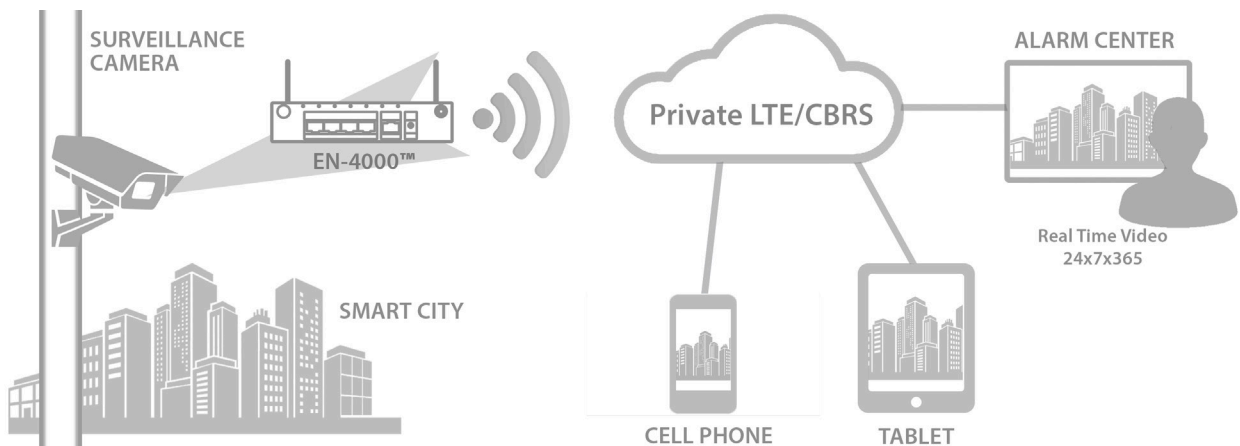 SURVEILLANCE
CAMERA
EN-4000™
SMART CITY
Private LTE/CBRS
ALARM CENTER
Real Time Video
24x7x365
CELL PHONE
TABLET